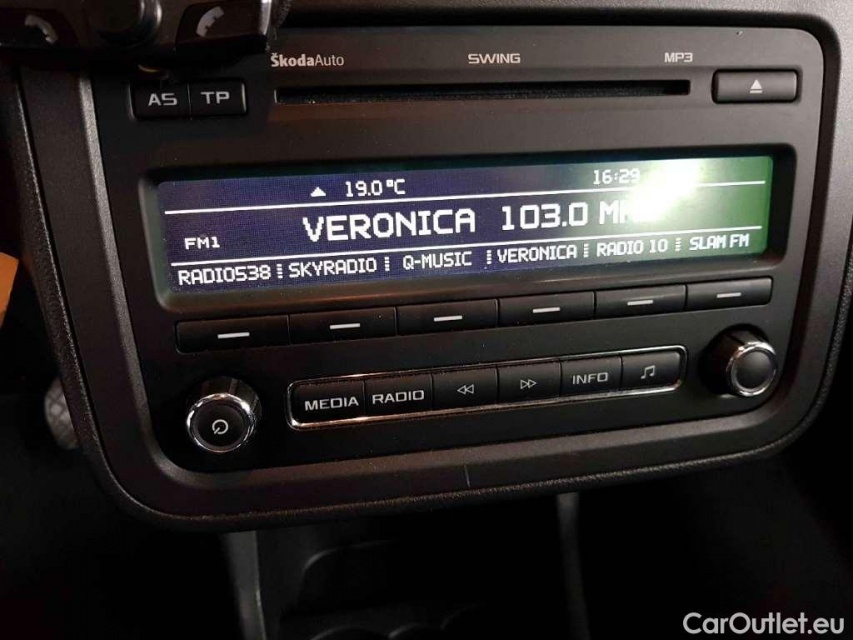 ŠkodaAuto SWING MP3
AS TP
19.0°C 16:29
FM1 VERONICA 103.0
RADIO538 SKYRADIO Q-MUSIC VERONICA RADIO 10 SLAM FM
MEDIA RADIO INFO
CarOutlet.eu